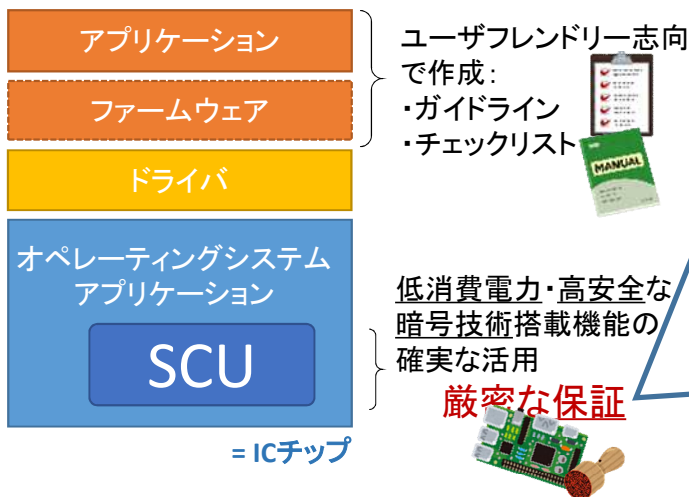 アプリケーション
ファームウェア
ドライバ
オペレーティングシステム
アプリケーション
SCU
= ICチップ
ユーザフレンドリー志向
で作成:
・ガイドライン
・チェックリスト
MANUAL
低消費電力・高安全な
暗号技術搭載機能の
確実な活用
厳密な保証